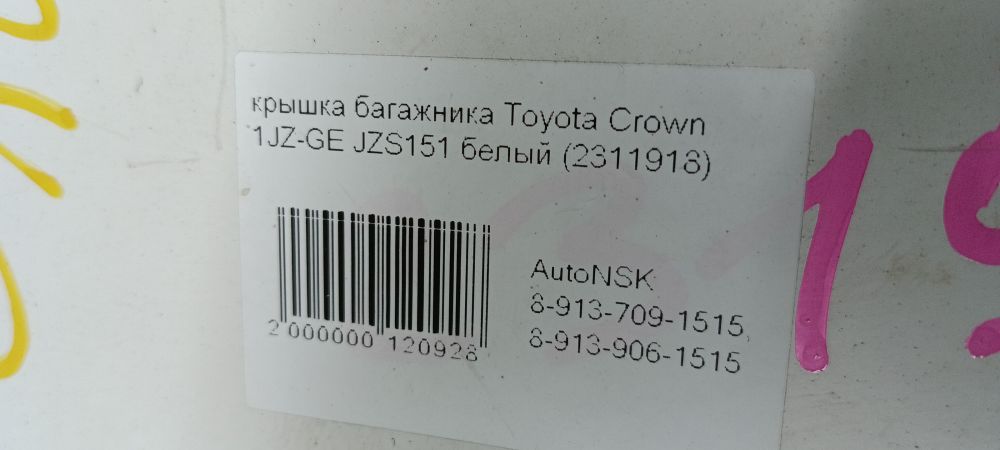 крышка багажника Toyota Crown
1JZ-GE JZS151 белый (2311918)
AutoNSK
8-913-709-1515,
8-913-906-1515
2 000000 120928